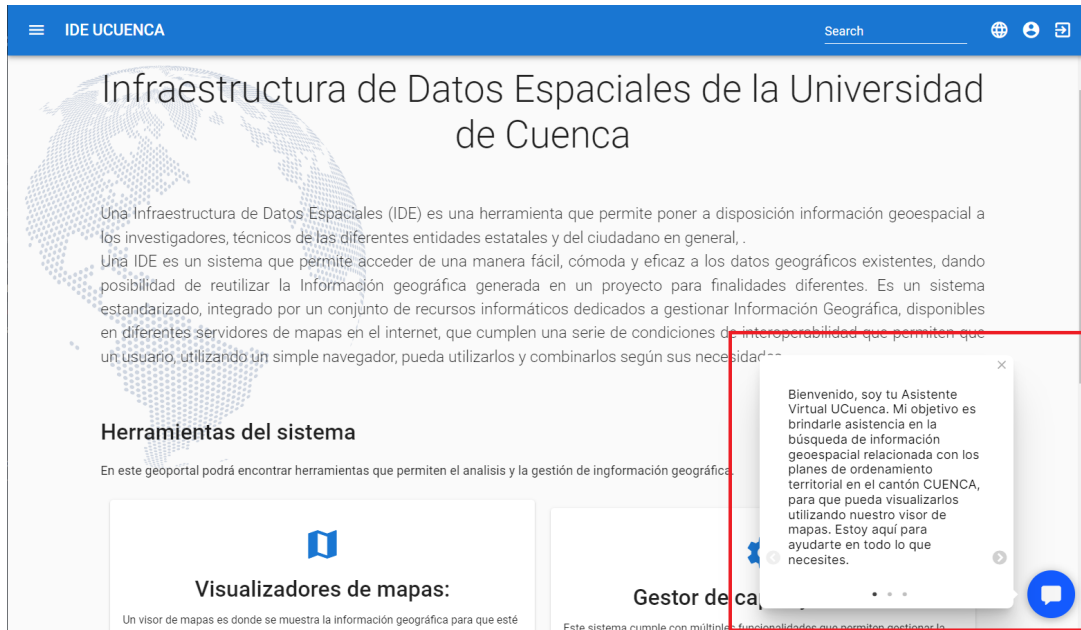 IDE UCUENCA
Search
Infraestructura de Datos Espaciales de la Universidad
de Cuenca
Una Infraestructura de Datos Espaciales (IDE) es una herramienta que permite poner a disposición información geoespacial a
los investigadores, técnicos de las diferentes entidades estatales y del ciudadano en general, .
Una IDE es un sistema que permite acceder de una manera fácil, cómoda y eficaz a los datos geográficos existentes, dando
posibilidad de reutilizar la Información geográfica generada en un proyecto para finalidades diferentes. Es un sistema
estandarizado, integrado por un conjunto de recursos informáticos dedicados a gestionar Información Geográfica, disponibles
en diferentes servidores de mapas en el internet, que cumplen una serie de condiciones de interoperabilidad que permiten que
un usuario, utilizando un simple navegador, pueda utilizarlos y combinarlos según sus necesidades
Herramientas del sistema
En este geoportal podrá encontrar herramientas que permiten el analisis y la gestión de ingformación geográfica.
Visualizadores de mapas:
Un visor de mapas es donde se muestra la información geográfica para que esté
Gestor de
Este sistema cumple con múltiples funcionalidades que permiten gestionar la
Bienvenido, soy tu Asistente
Virtual UCuenca. Mi objetivo es
brindarle asistencia en la
búsqueda de información
geoespacial relacionada con los
planes de ordenamiento
territorial en el cantón CUENCA,
para que pueda visualizarlos
utilizando nuestro visor de
mapas. Estoy aquí para
ayudarte en todo lo que
necesites.